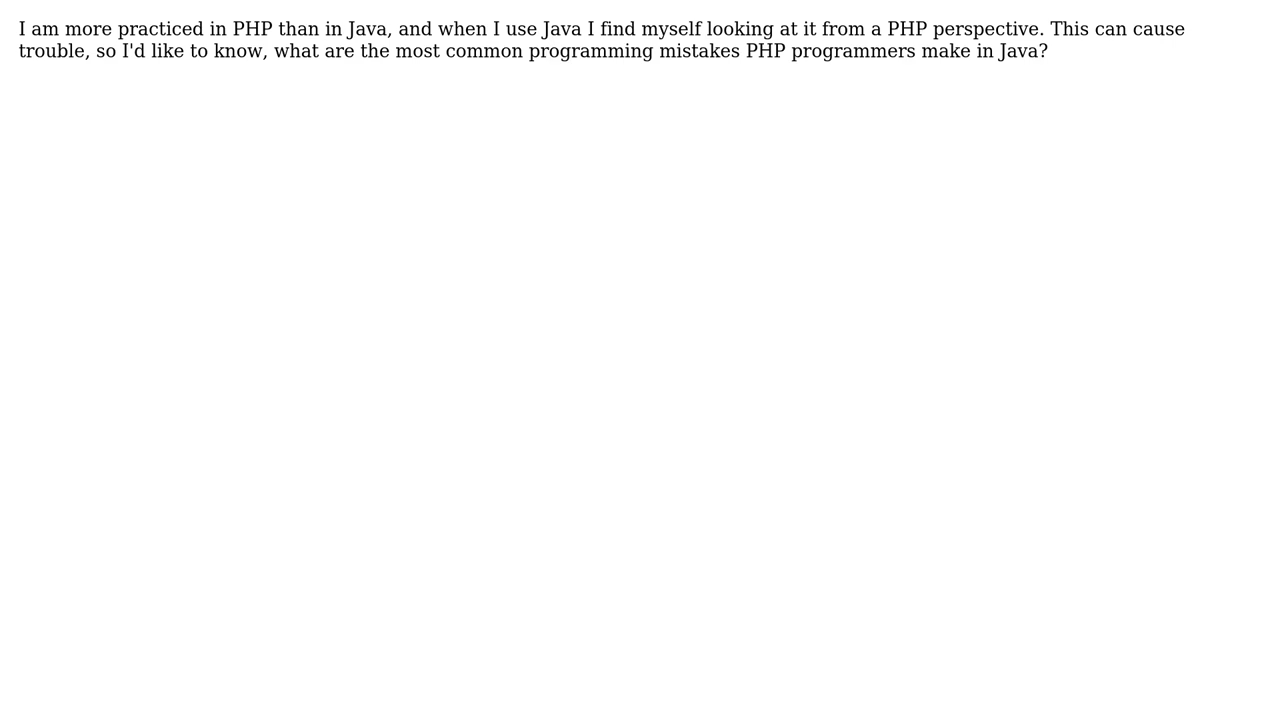 I am more practiced in PHP than in Java, and when I use Java I find myself looking at it from a PHP perspective. This can cause
trouble, so I'd like to know, what are the most common programming mistakes PHP programmers make in Java?